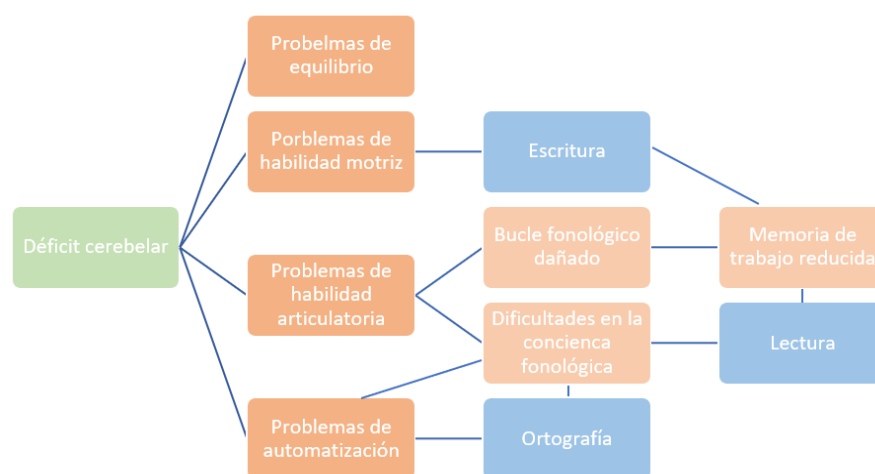 Probelmas de
equilibrio
Porblemas de
habilidad motriz
Escritura
Déficit cerebelar
Bucle fonológico
dañado
Memoria de
trabajo reducida
Problemas de
habilidad
articulatoria
Dificultades en la
concienca
fonológica
Lectura
Problemas de
automatización
Ortografía